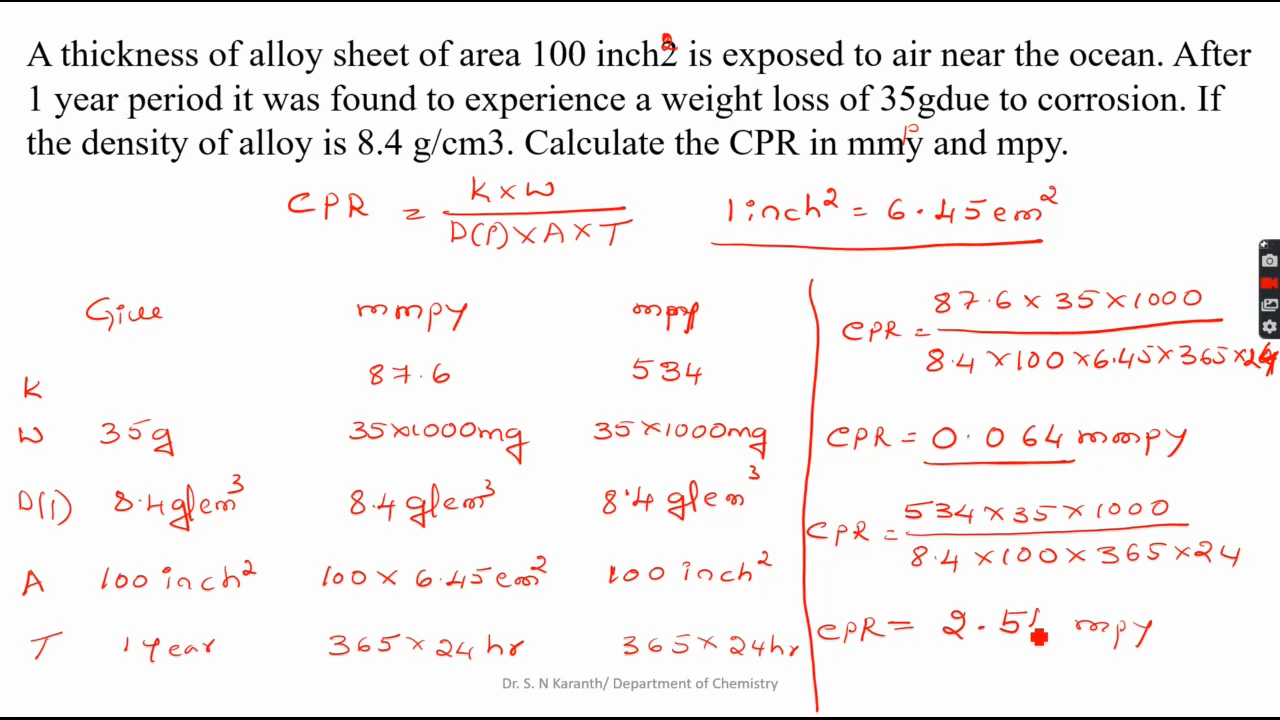 A thickness of alloy sheet of area 100 inch2 is exposed to air near the ocean. After
1 year period it was found to experience a weight loss of 35gdue to corrosion. If
the density of alloy is 8.4 g/cm3. Calculate the CPR in mmpy and mpy.
CPR = K × W / D(ρ) × A × T
1 inch² = 6.45 cm²
Give mmpy mpy
K 87.6 534
W 35g 35×1000mg 35×1000mg
D(ρ) 8.4 g/cm³ 8.4 g/cm³ 8.4 g/cm³
A 100 inch² 100 × 6.45 cm² 100 inch²
T 1 year 365 × 24 hr 365 × 24 hr
CPR = 87.6 × 35 × 1000 / 8.4 × 100 × 6.45 × 365 × 24
CPR = 0.064 mmpy
CPR = 534 × 35 × 1000 / 8.4 × 100 × 365 × 24
CPR = 2.5 mpy
Dr. S. N Karanth/ Department of Chemistry